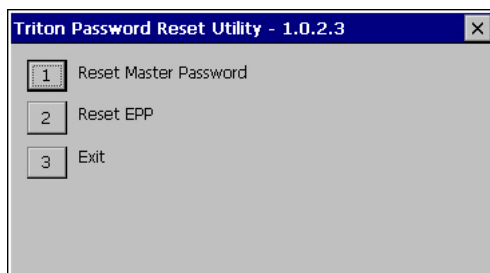 Triton Password Reset Utility - 1.0.2.3
1 Reset Master Password
2 Reset EPP
3 Exit